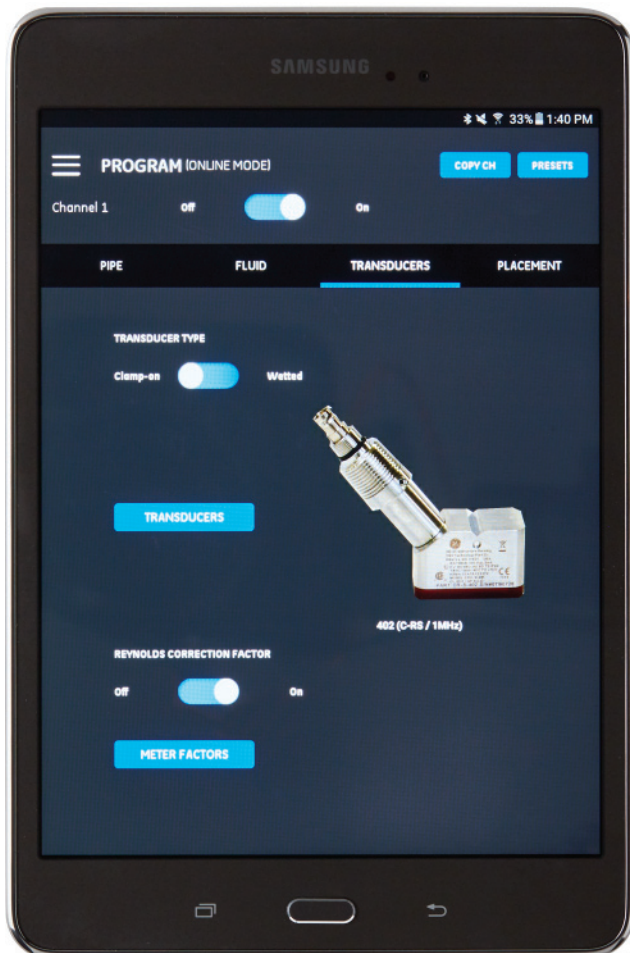 SAMSUNG
33% 1:40 PM
PROGRAM (ONLINE MODE)
COPY CH
PRESETS
Channel 1
Off
On
PIPE
FLUID
TRANSDUCERS
PLACEMENT
TRANSDUCER TYPE
Clamp-on
Wetted
TRANSDUCERS
402 (C-RS / 1MHz)
REYNOLDS CORRECTION FACTOR
Off
On
METER FACTORS